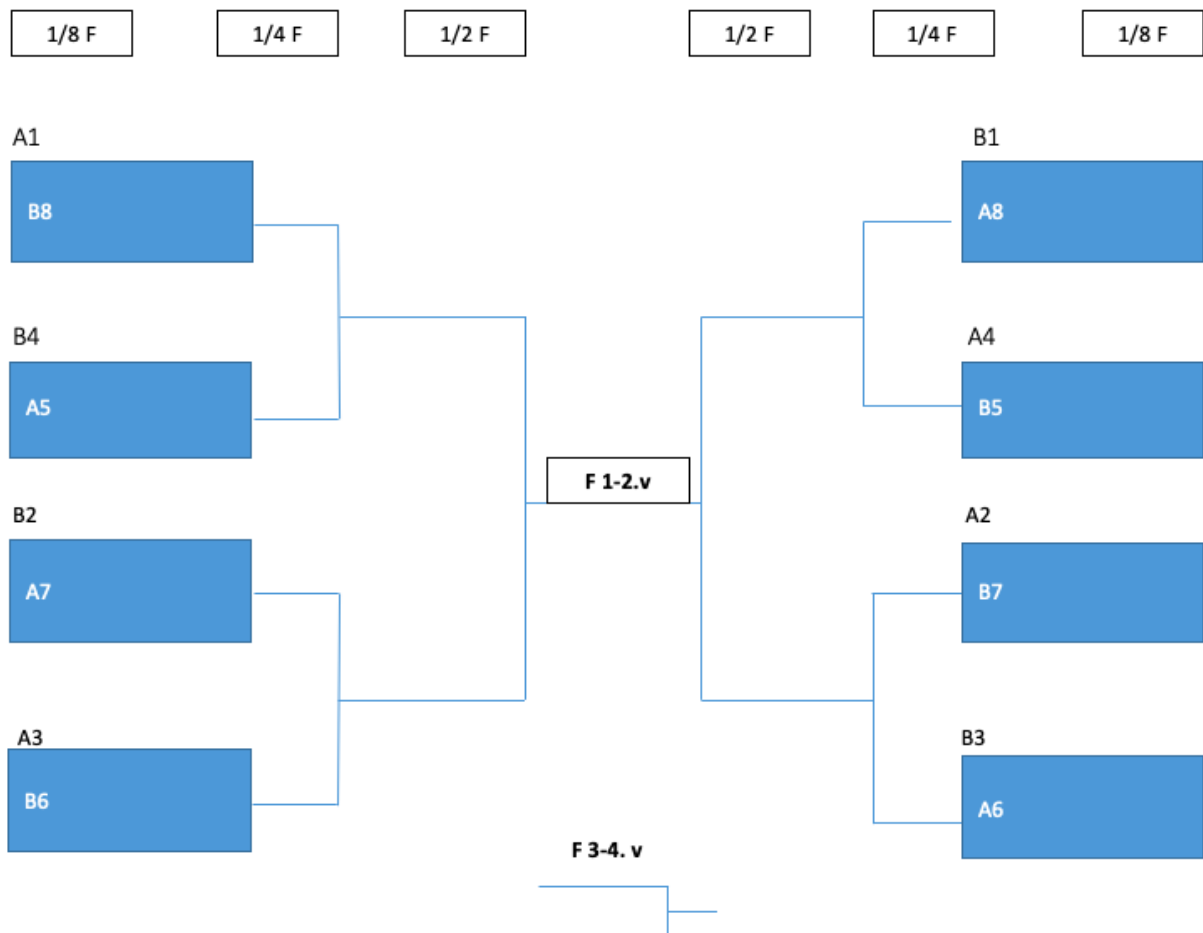 1/8 F
1/4 F
1/2 F
1/2 F
1/4 F
1/8 F
A1
B8
B4
A5
B2
A7
A3
B6
F 1-2.v
B1
A8
A4
B5
A2
B7
B3
A6
F 3-4. v